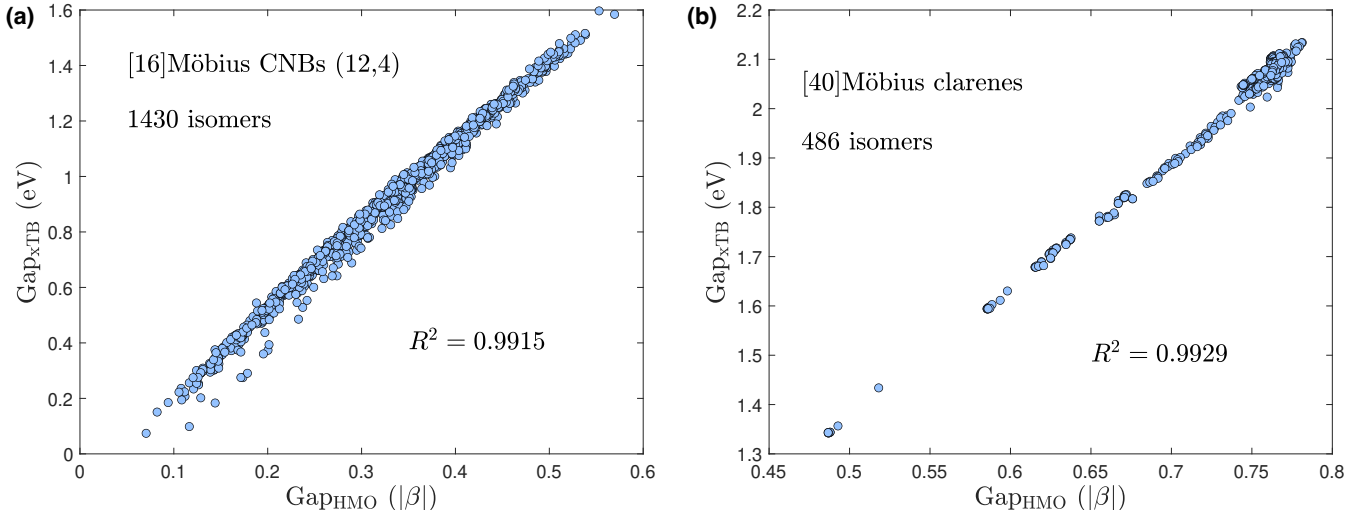 (a)
[16]Möbius CNBs (12,4)
1430 isomers
R² = 0.9915
Gap_xTB (eV)
1.6
1.4
1.2
1
0.8
0.6
0.4
0.2
0
0 0.1 0.2 0.3 0.4 0.5 0.6
Gap_HMO (|β|)
(b)
[40]Möbius clarenes
486 isomers
R² = 0.9929
Gap_xTB (eV)
2.2
2.1
2
1.9
1.8
1.7
1.6
1.5
1.4
1.3
0.45 0.5 0.55 0.6 0.65 0.7 0.75 0.8
Gap_HMO (|β|)